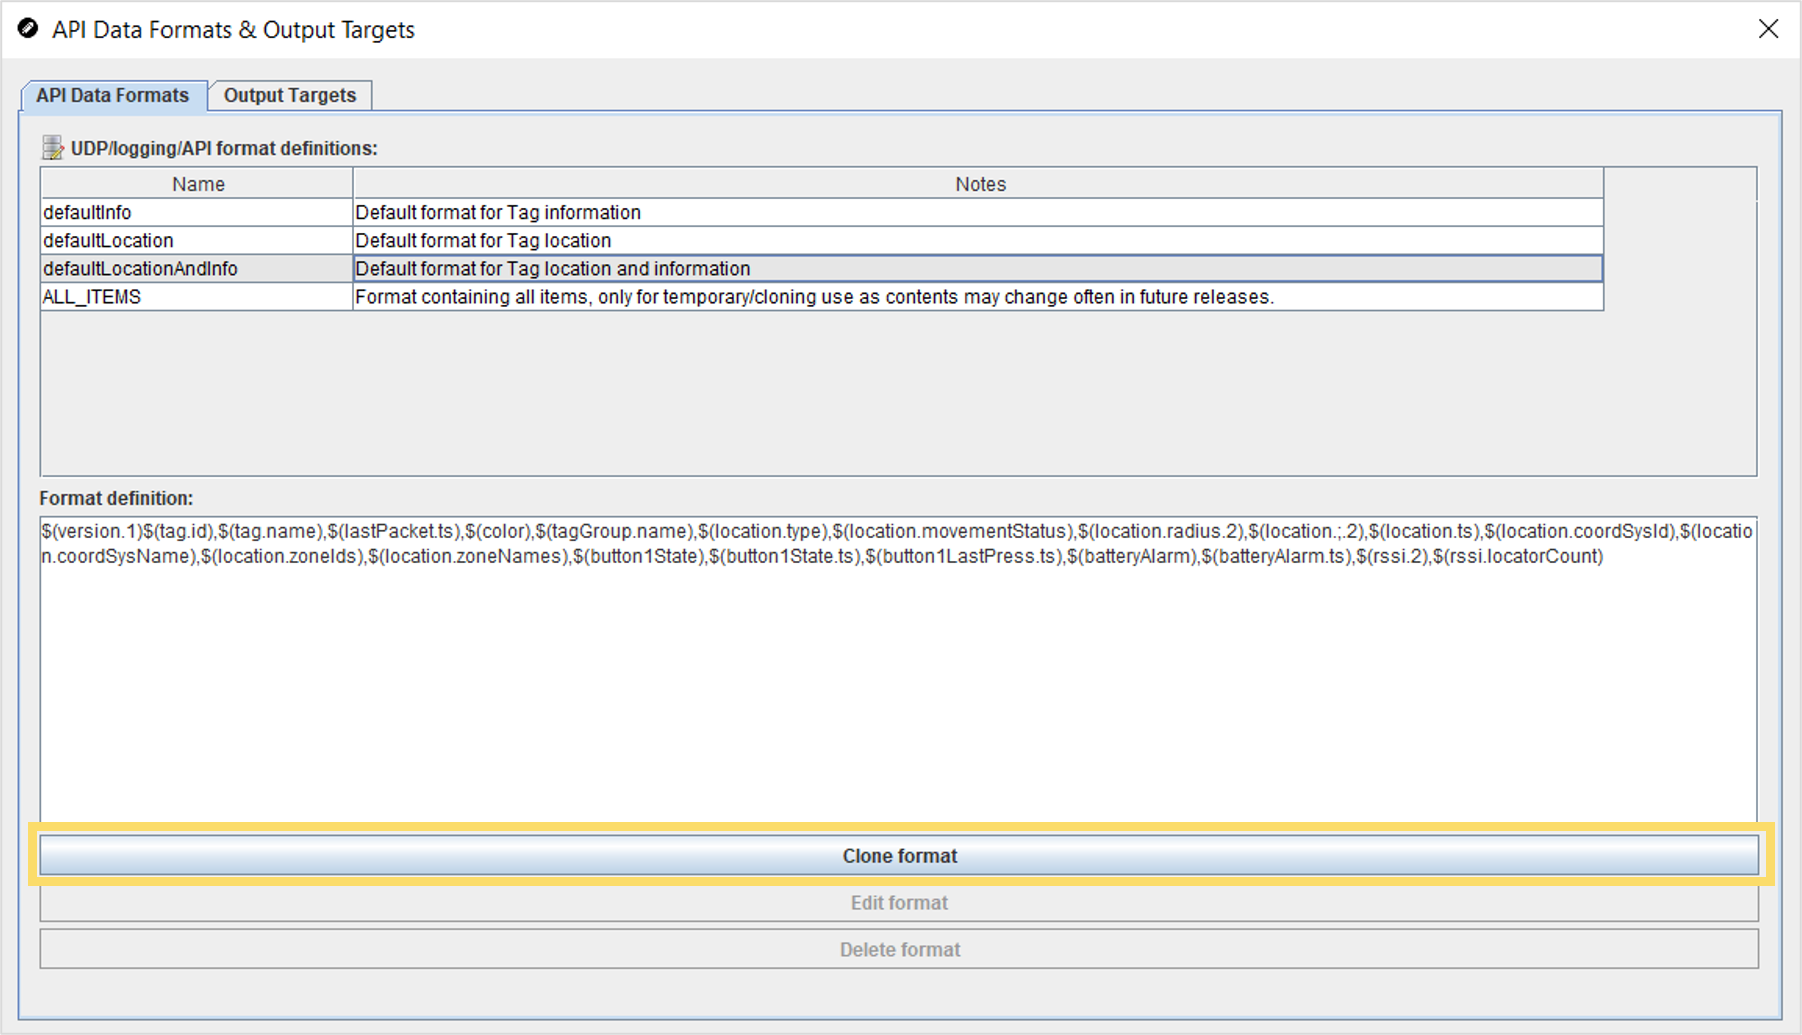 API Data Formats & Output Targets
API Data Formats
Output Targets
UDP/logging/API format definitions:
Name
Notes
defaultInfo
Default format for Tag information
defaultLocation
Default format for Tag location
defaultLocationAndInfo
Default format for Tag location and information
ALL_ITEMS
Format containing all items, only for temporary/cloning use as contents may change often in future releases.
Format definition:
$(version.1)$(tag.id),$(tag.name),$(lastPacket.ts),$(color),$(tagGroup.name),$(location.type),$(location.movementStatus),$(location.radius.2),$(location.;.2),$(location.ts),$(location.coordSysId),$(locatio
n.coordSysName),$(location.zoneIds),$(location.zoneNames),$(button1State),$(button1State.ts),$(button1LastPress.ts),$(batteryAlarm),$(batteryAlarm.ts),$(rssi.2),$(rssi.locatorCount)
Clone format
Edit format
Delete format